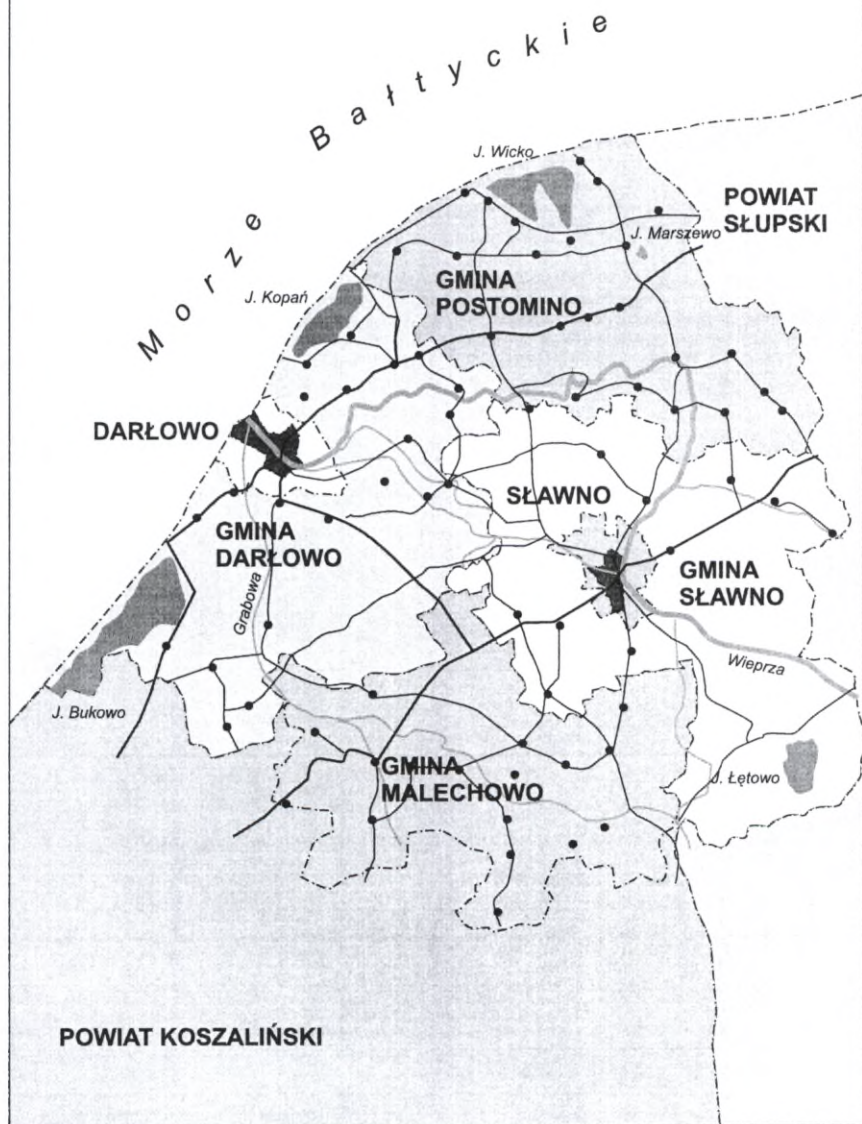 Morze Bałtyckie
J. Wicko
POWIAT
SŁUPSKI
J. Marszewo
GMINA
POSTOMINO
J. Kopań
DARŁOWO
SŁAWNO
GMINA
DARŁOWO
GMINA
SŁAWNO
Grabowa
Wieprza
J. Bukowo
GMINA
MALECHOWO
J. Łętowo
POWIAT KOSZALIŃSKI